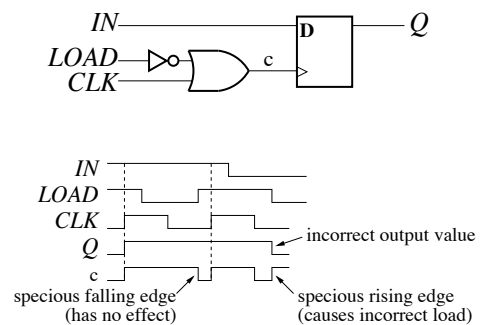 IN
D
Q
LOAD
c
CLK
IN
LOAD
CLK
Q
incorrect output value
c
specious falling edge
(has no effect)
specious rising edge
(causes incorrect load)